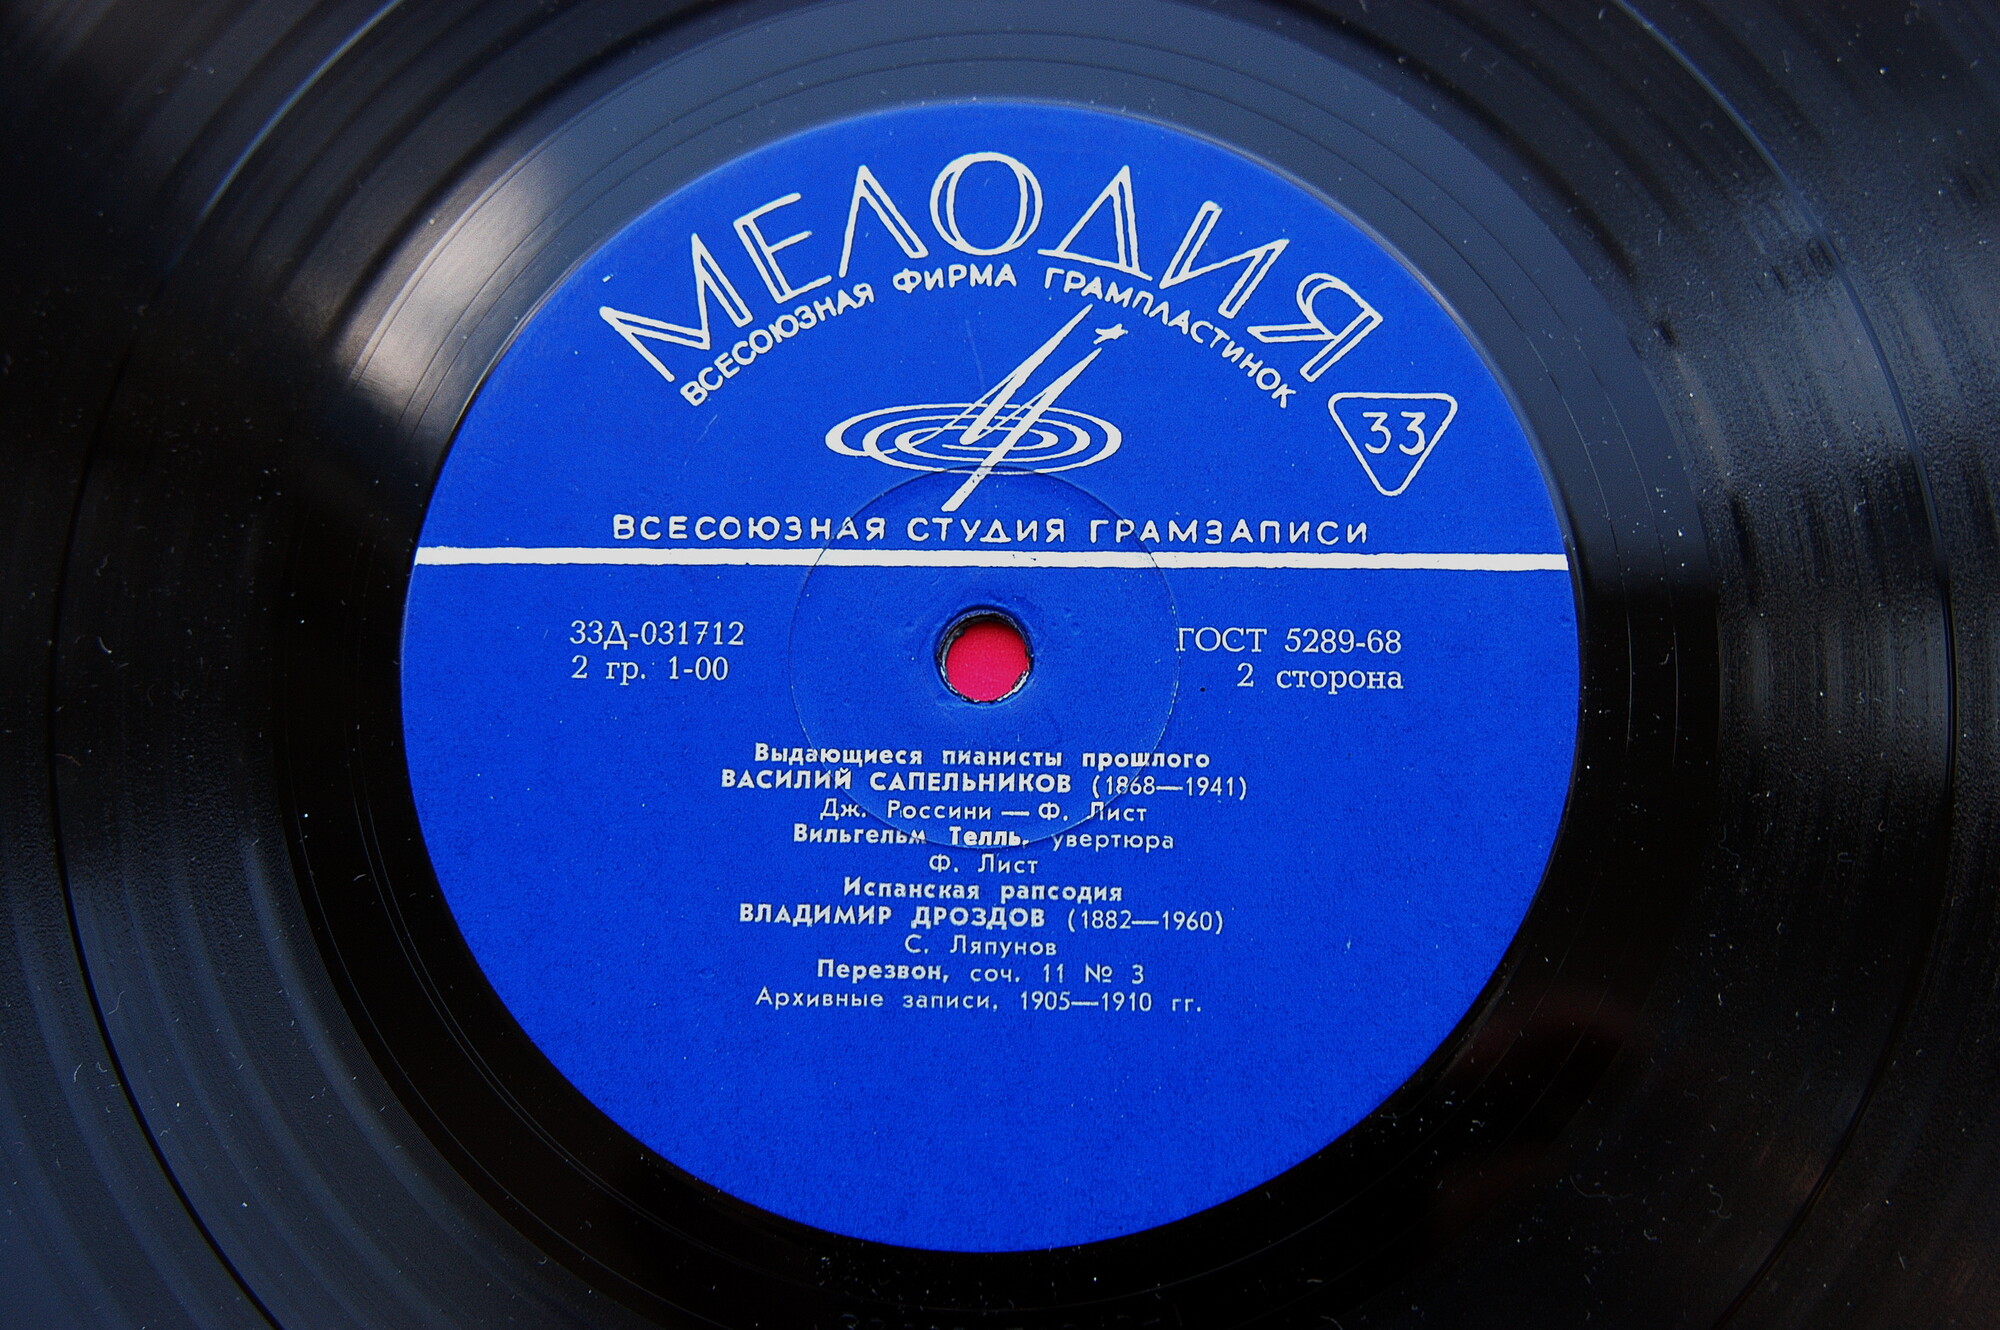 МЕЛОДИЯ
ВСЕСОЮЗНАЯ ФИРМА ГРАМПЛАСТИНОК
33
ВСЕСОЮЗНАЯ СТУДИЯ ГРАМЗАПИСИ
33Д-031712
ГОСТ 5289-68
2 гр. 1-00
2 сторона
Выдающиеся пианисты прошлого
ВАСИЛИЙ САПЕЛЬНИКОВ (1868—1941)
Дж. Россини — Ф. Лист
Вильгельм Телль, увертюра
Ф. Лист
Испанская рапсодия
ВЛАДИМИР ДРОЗДОВ (1882—1960)
С. Ляпунов
Перезвон, соч. 11 № 3
Архивные записи, 1905—1910 гг.